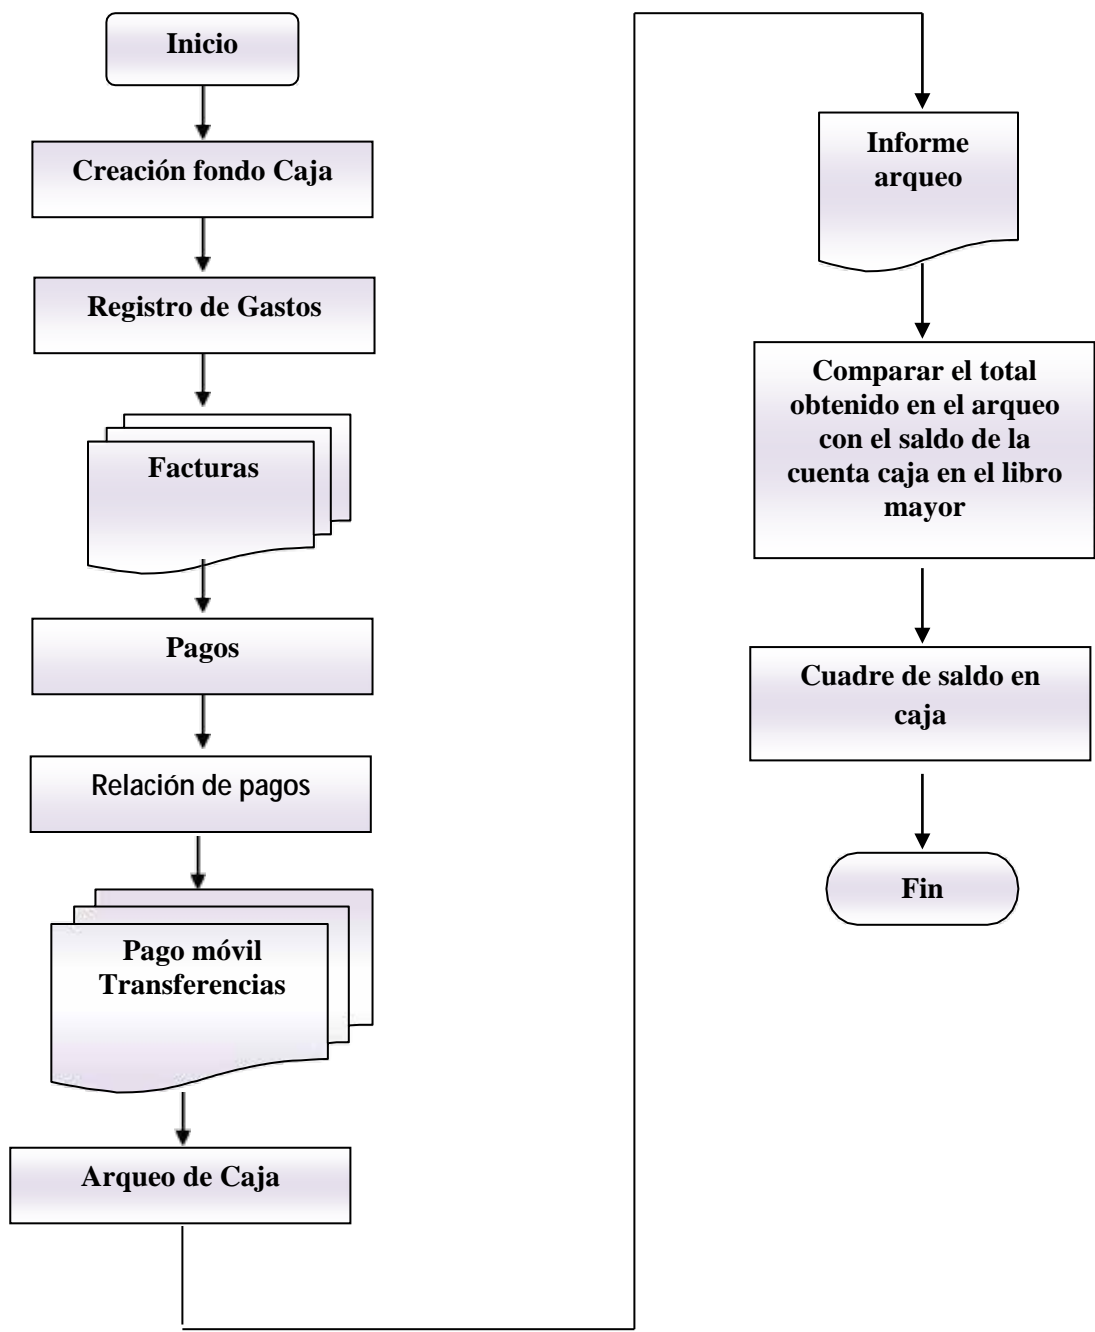 Inicio
Creación fondo Caja
Registro de Gastos
Facturas
Pagos
Relación de pagos
Pago móvil
Transferencias
Arqueo de Caja
Informe
arqueo
Comparar el total
obtenido en el arqueo
con el saldo de la
cuenta caja en el libro
mayor
Cuadre de saldo en
caja
Fin